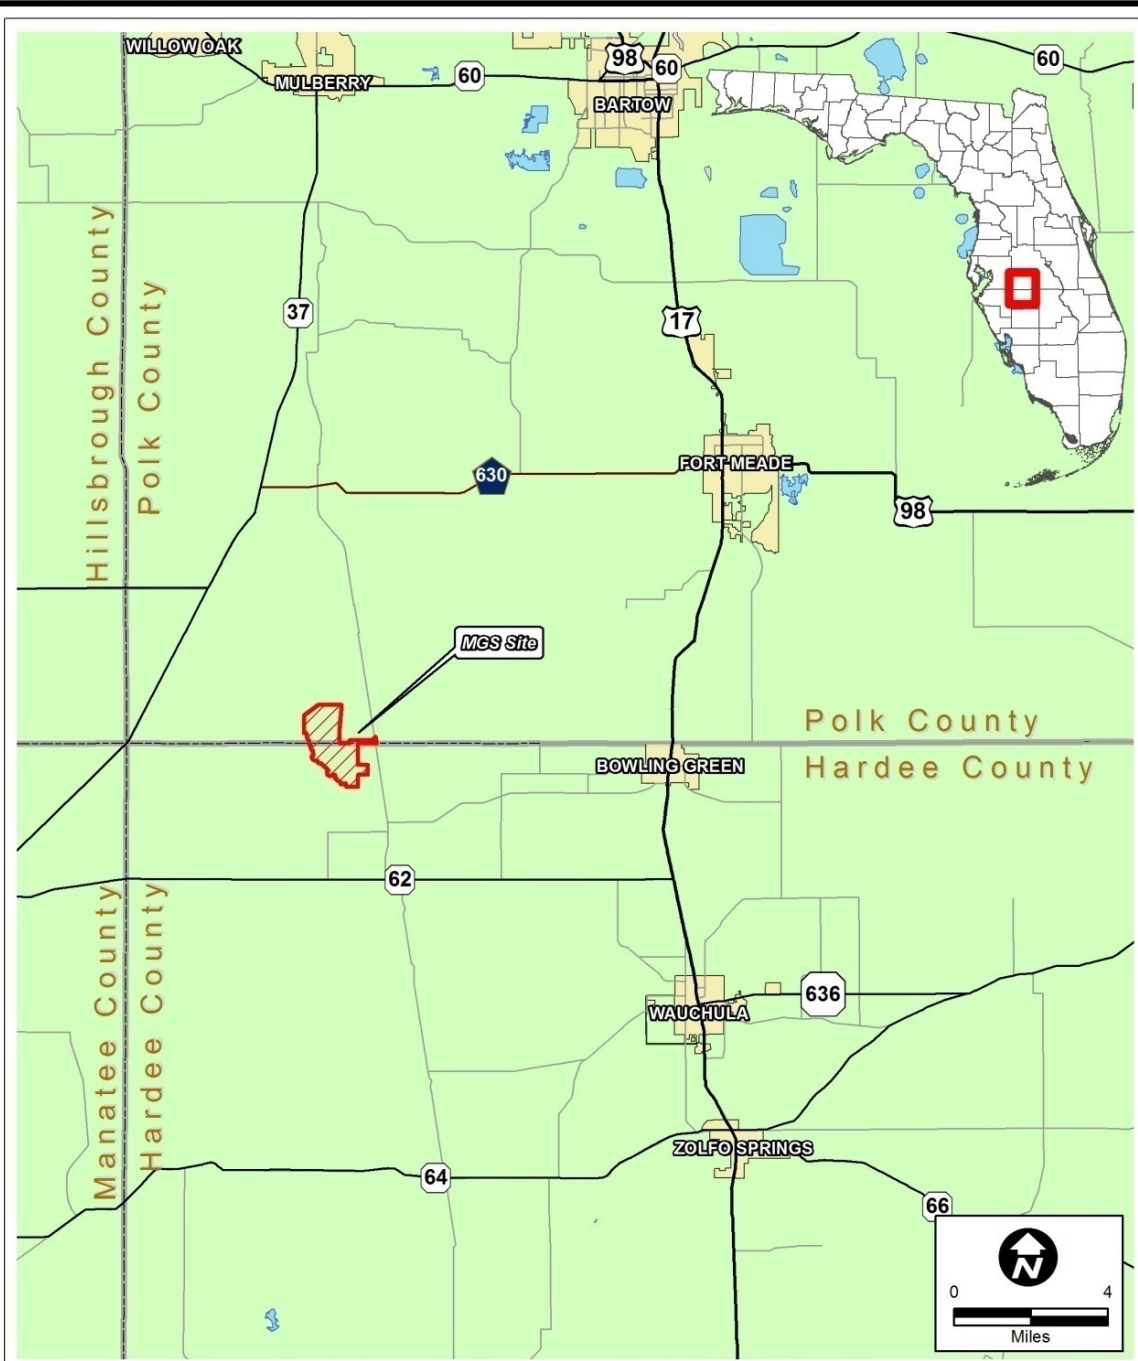 WILLOW OAK
MULBERRY
60
98
60
60
BARTOW
Hillsbrough County
Polk County
37
17
630
FORT MEADE
98
MGS Site
Polk County
Hardee County
BOWLING GREEN
62
Manatee County
Hardee County
636
WAUCHULA
ZOLFO SPRINGS
64
66
N
0 4
Miles